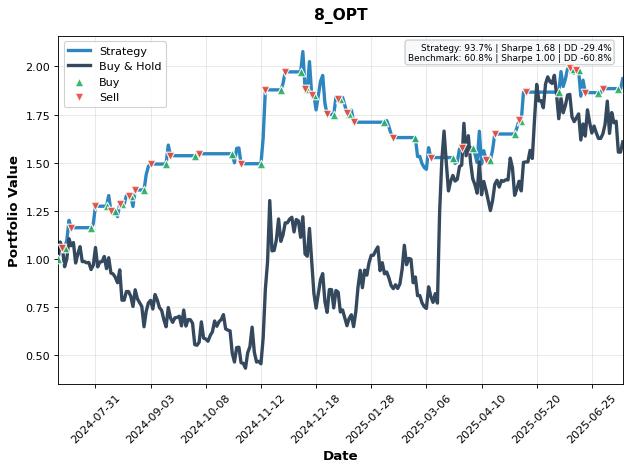 8_OPT
Strategy: 93.7% | Sharpe 1.68 | DD -29.4%
Benchmark: 60.8% | Sharpe 1.00 | DD -60.8%
Strategy
Buy & Hold
Buy
Sell
Portfolio Value
2.00
1.75
1.50
1.25
1.00
0.75
0.50
2024-07-31
2024-09-03
2024-10-08
2024-11-12
2024-12-18
2025-01-28
2025-03-06
2025-04-10
2025-05-20
2025-06-25
Date